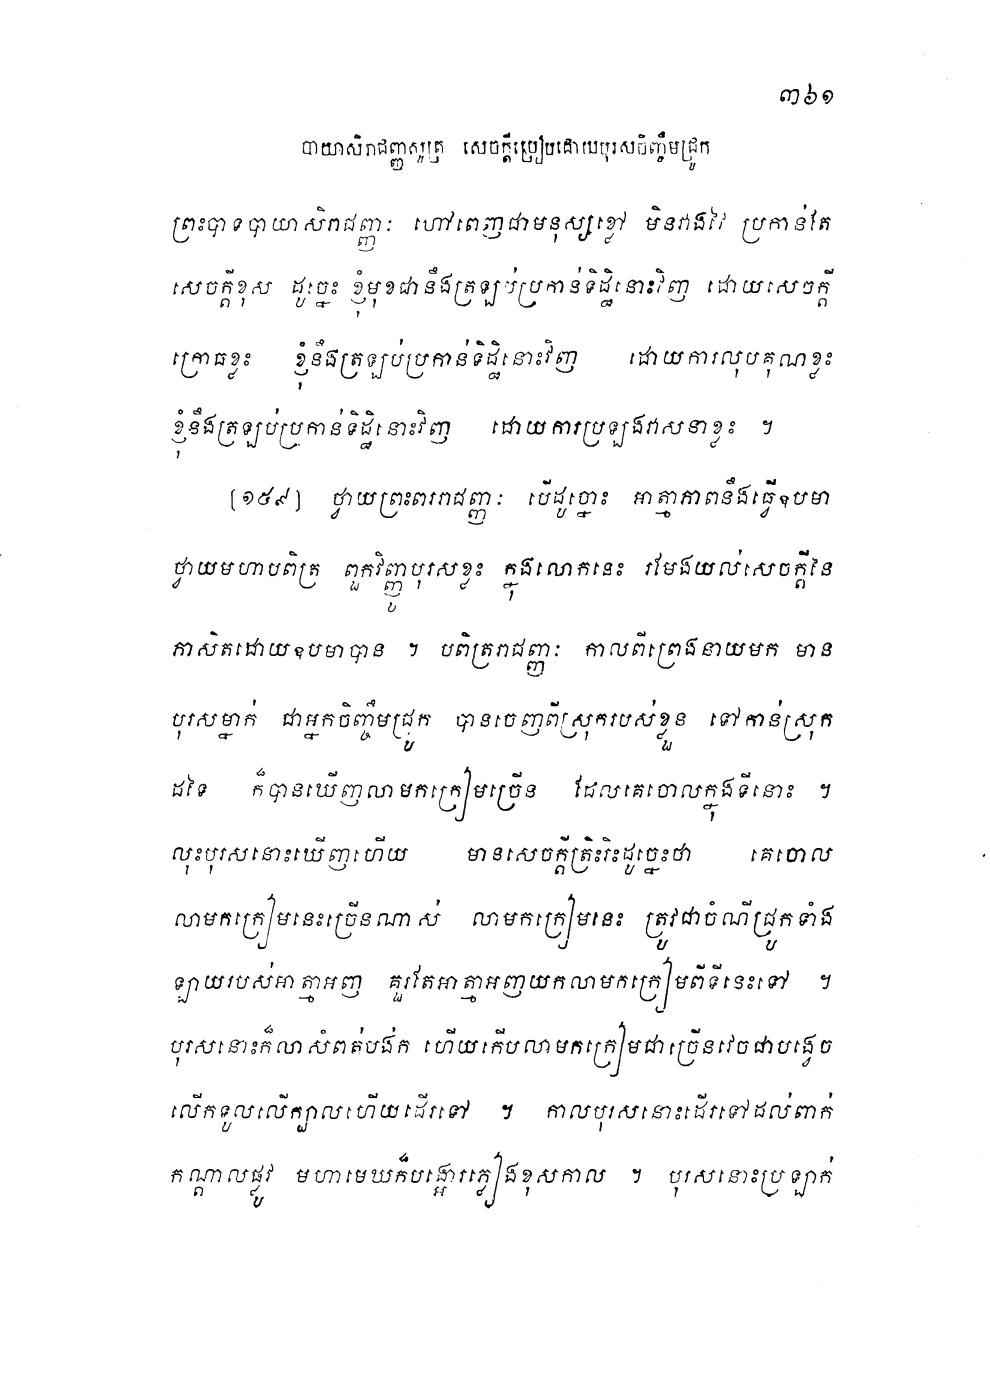 ៣៦១
បាយាសិរាជញ្ញសូត្រ សេចក្តីប្រៀបដោយបុរសចិញ្ចឹមជ្រូក
ព្រះបាទបាយាសិរាជញ្ញៈ ហៅពេញជាមនុស្សខ្លៅ មិនវាងវៃ ប្រកាន់តែ
សេចក្តីខុស ដូច្នេះ ខ្ញុំមុខជានឹងត្រឡប់ប្រកាន់ទិដ្ឋិនោះវិញ ដោយសេចក្តី
ក្រោធខ្លះ ខ្ញុំនឹងត្រឡប់ប្រកាន់ទិដ្ឋិនោះវិញ ដោយការលុបគុណខ្លះ
ខ្ញុំនឹងត្រឡប់ប្រកាន់ទិដ្ឋិនោះវិញ ដោយការប្រឡងវាសនាខ្លះ ។
[១៥៩] ថ្វាយព្រះពររាជញ្ញៈ បើដូច្នោះ អាត្មាភាពនឹងធ្វើឧបមា
ថ្វាយមហាបពិត្រ ពួកវិញ្ញូបុរសខ្លះ ក្នុងលោកនេះ រមែងយល់សេចក្តីនៃ
ភាសិតដោយឧបមាបាន ។ បពិត្ររាជញ្ញៈ កាលពីព្រេងនាយមក មាន
បុរសម្នាក់ ជាអ្នកចិញ្ចឹមជ្រូក បានចេញពីស្រុករបស់ខ្លួន ទៅកាន់ស្រុក
ដទៃ ក៏បានឃើញលាមកក្រៀមច្រើន ដែលគេចោលក្នុងទីនោះ ។
លុះបុរសនោះឃើញហើយ មានសេចក្តីត្រិះរិះដូច្នេះថា គេចោល
លាមកក្រៀមនេះច្រើនណាស់ លាមកក្រៀមនេះ ត្រូវជាចំណីជ្រូកទាំង
ឡាយរបស់អាត្មាអញ គួរតែអាត្មាអញយកលាមកក្រៀមពីទីនេះទៅ ។
បុរសនោះក៏លាសំពត់បង់ក ហើយកើបលាមកក្រៀមជាច្រើនវេចជាបង្វេច
លើកទូលលើក្បាលហើយដើរទៅ ។ កាលបុរសនោះដើរទៅដល់ពាក់
កណ្តាលផ្លូវ មហាមេឃក៏បង្អោរភ្លៀងខុសកាល ។ បុរសនោះប្រឡាក់